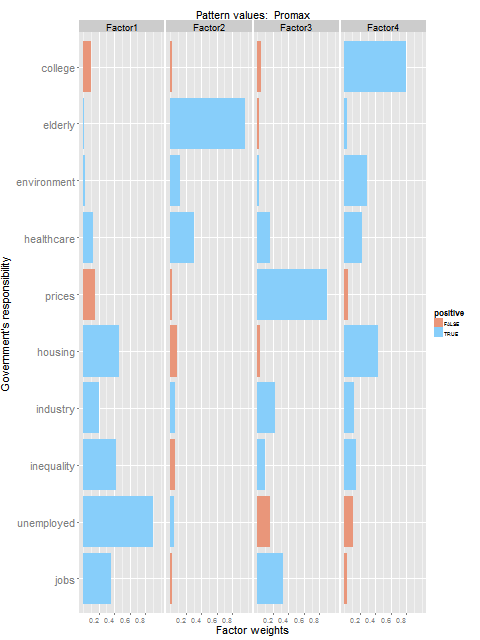 Pattern values: Promax
Factor1 Factor2 Factor3 Factor4
college
elderly
environment
healthcare
prices
housing
industry
inequality
unemployed
jobs
Government's responsibility
0.2 0.4 0.6 0.8 0.2 0.4 0.6 0.8 0.2 0.4 0.6 0.8 0.2 0.4 0.6 0.8
Factor weights
positive
FALSE
TRUE